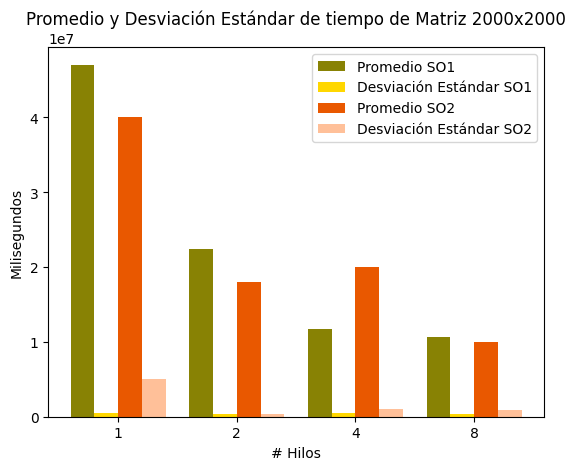 Promedio y Desviación Estándar de tiempo de Matriz 2000x2000
1e7
Promedio SO1
Desviación Estándar SO1
Promedio SO2
Desviación Estándar SO2
4
3
2
1
0
Milisegundos
1 2 4 8
# Hilos